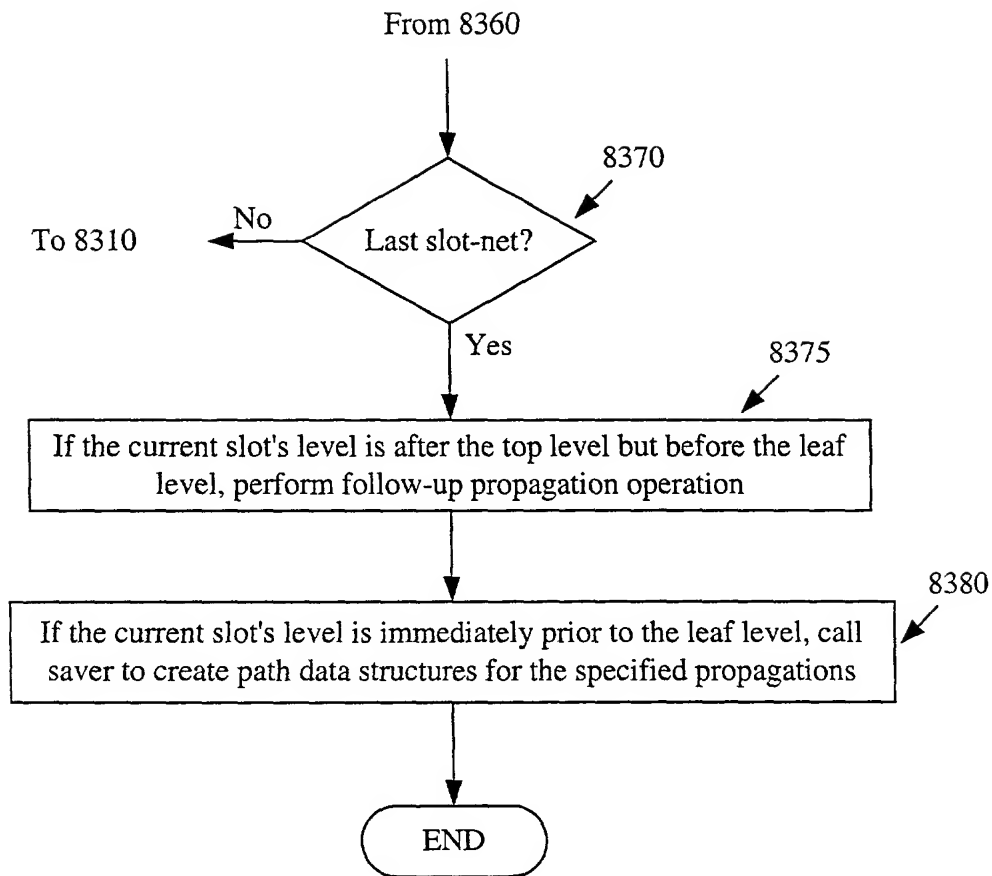 From 8360
8370
No
To 8310
Last slot-net?
Yes
8375
If the current slot's level is after the top level but before the leaf
level, perform follow-up propagation operation
8380
If the current slot's level is immediately prior to the leaf level, call
saver to create path data structures for the specified propagations
END